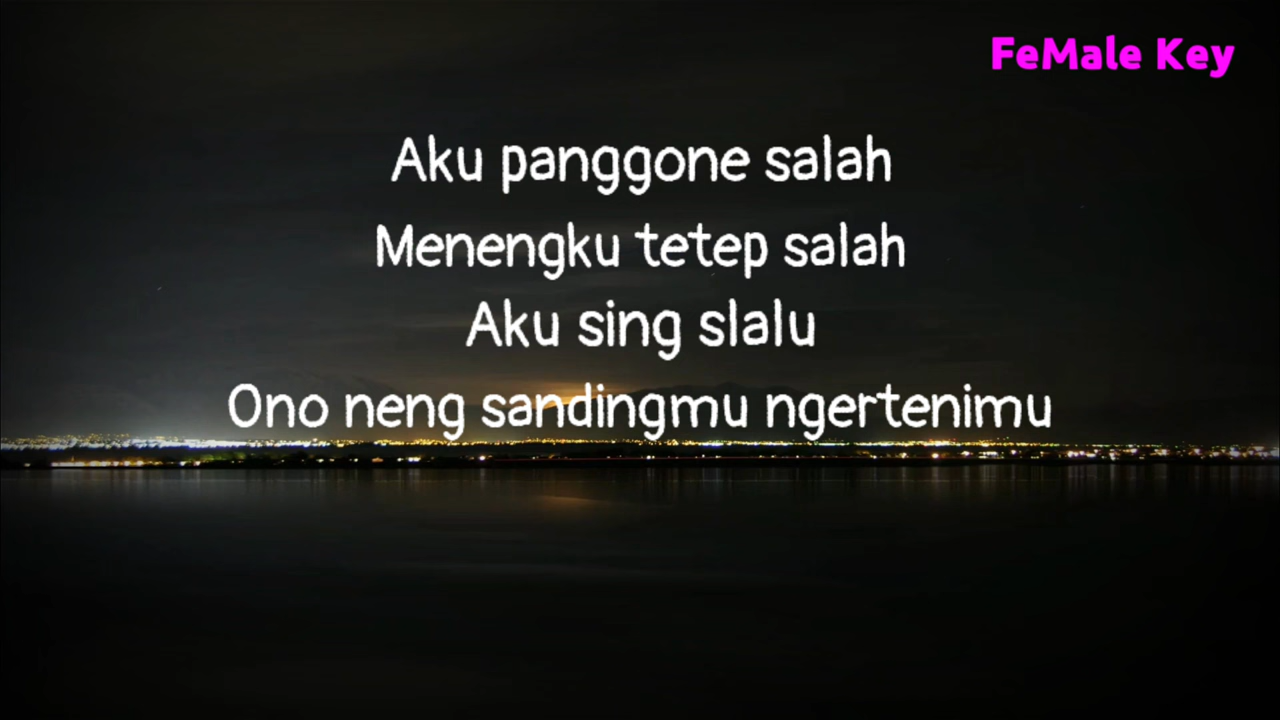 FeMale Key
Aku panggone salah
Menengku tetep salah
Aku sing slalu
Ono neng sandingmu ngertenimu